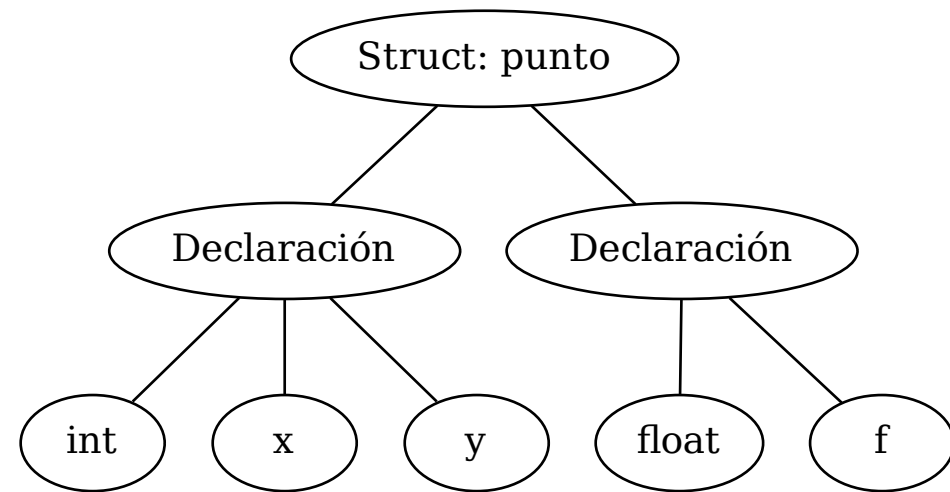 Struct: punto
Declaración
Declaración
int
x
y
float
f